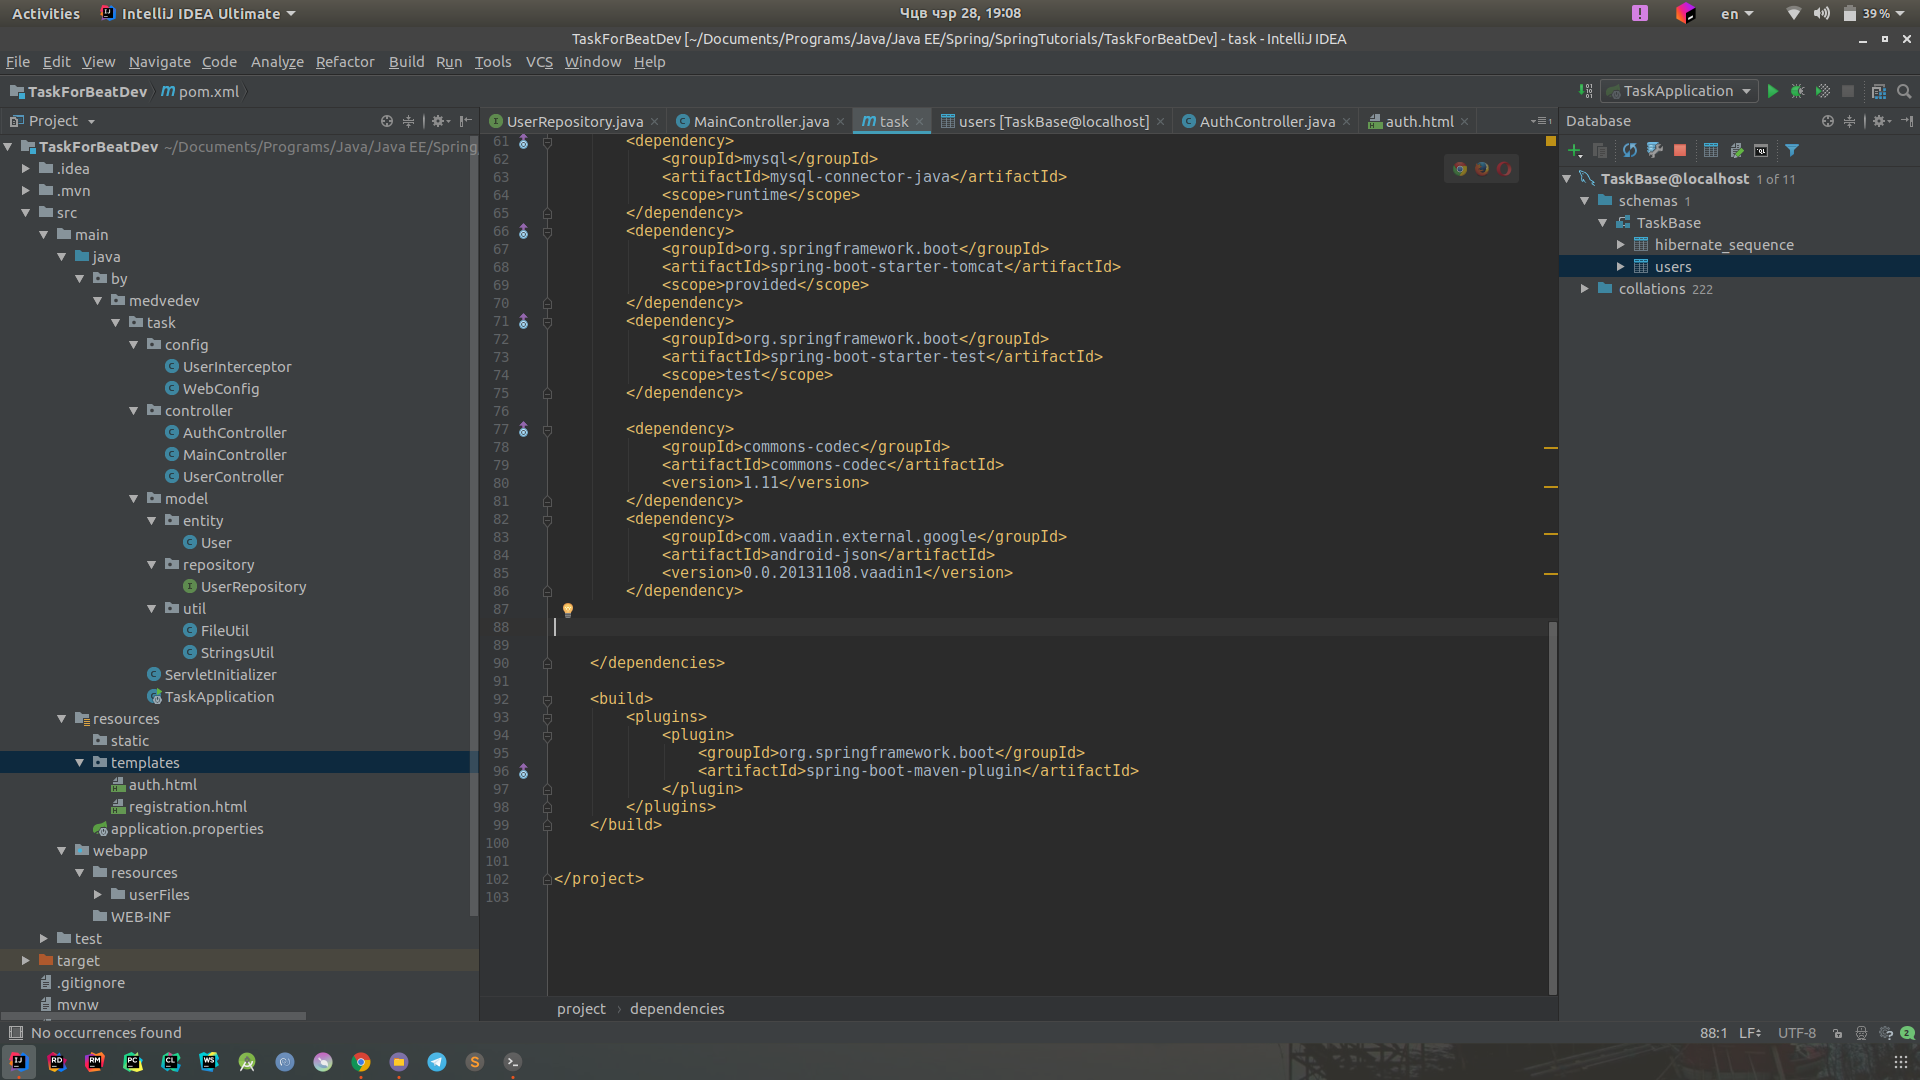 Activities
IntelliJ IDEA Ultimate
Чцв чэр 28, 19:08
en
39 %
TaskForBeatDev [~/Documents/Programs/Java/Java EE/Spring/SpringTutorials/TaskForBeatDev] - task - IntelliJ IDEA
File Edit View Navigate Code Analyze Refactor Build Run Tools VCS Window Help
TaskForBeatDev
pom.xml
TaskApplication
Project
UserRepository.java
MainController.java
task
users [TaskBase@localhost]
AuthController.java
auth.html
Database
TaskForBeatDev ~/Documents/Programs/Java/Java EE/Spring
.idea
.mvn
src
main
java
by
medvedev
task
config
UserInterceptor
WebConfig
controller
AuthController
MainController
UserController
model
entity
User
repository
UserRepository
util
FileUtil
StringsUtil
ServletInitializer
TaskApplication
resources
static
templates
auth.html
registration.html
application.properties
webapp
resources
userFiles
WEB-INF
test
target
.gitignore
mvnw
61 <dependency>
62 <groupId>mysql</groupId>
63 <artifactId>mysql-connector-java</artifactId>
64 <scope>runtime</scope>
65 </dependency>
66 <dependency>
67 <groupId>org.springframework.boot</groupId>
68 <artifactId>spring-boot-starter-tomcat</artifactId>
69 <scope>provided</scope>
70 </dependency>
71 <dependency>
72 <groupId>org.springframework.boot</groupId>
73 <artifactId>spring-boot-starter-test</artifactId>
74 <scope>test</scope>
75 </dependency>
76
77 <dependency>
78 <groupId>commons-codec</groupId>
79 <artifactId>commons-codec</artifactId>
80 <version>1.11</version>
81 </dependency>
82 <dependency>
83 <groupId>com.vaadin.external.google</groupId>
84 <artifactId>android-json</artifactId>
85 <version>0.0.20131108.vaadin1</version>
86 </dependency>
87
88
89
90 </dependencies>
91
92 <build>
93 <plugins>
94 <plugin>
95 <groupId>org.springframework.boot</groupId>
96 <artifactId>spring-boot-maven-plugin</artifactId>
97 </plugin>
98 </plugins>
99 </build>
100
101
102 </project>
103
project › dependencies
TaskBase@localhost 1 of 11
schemas 1
TaskBase
hibernate_sequence
users
collations 222
No occurrences found
88:1 LF÷ UTF-8
2
IJ RD RM PC CL WS
S